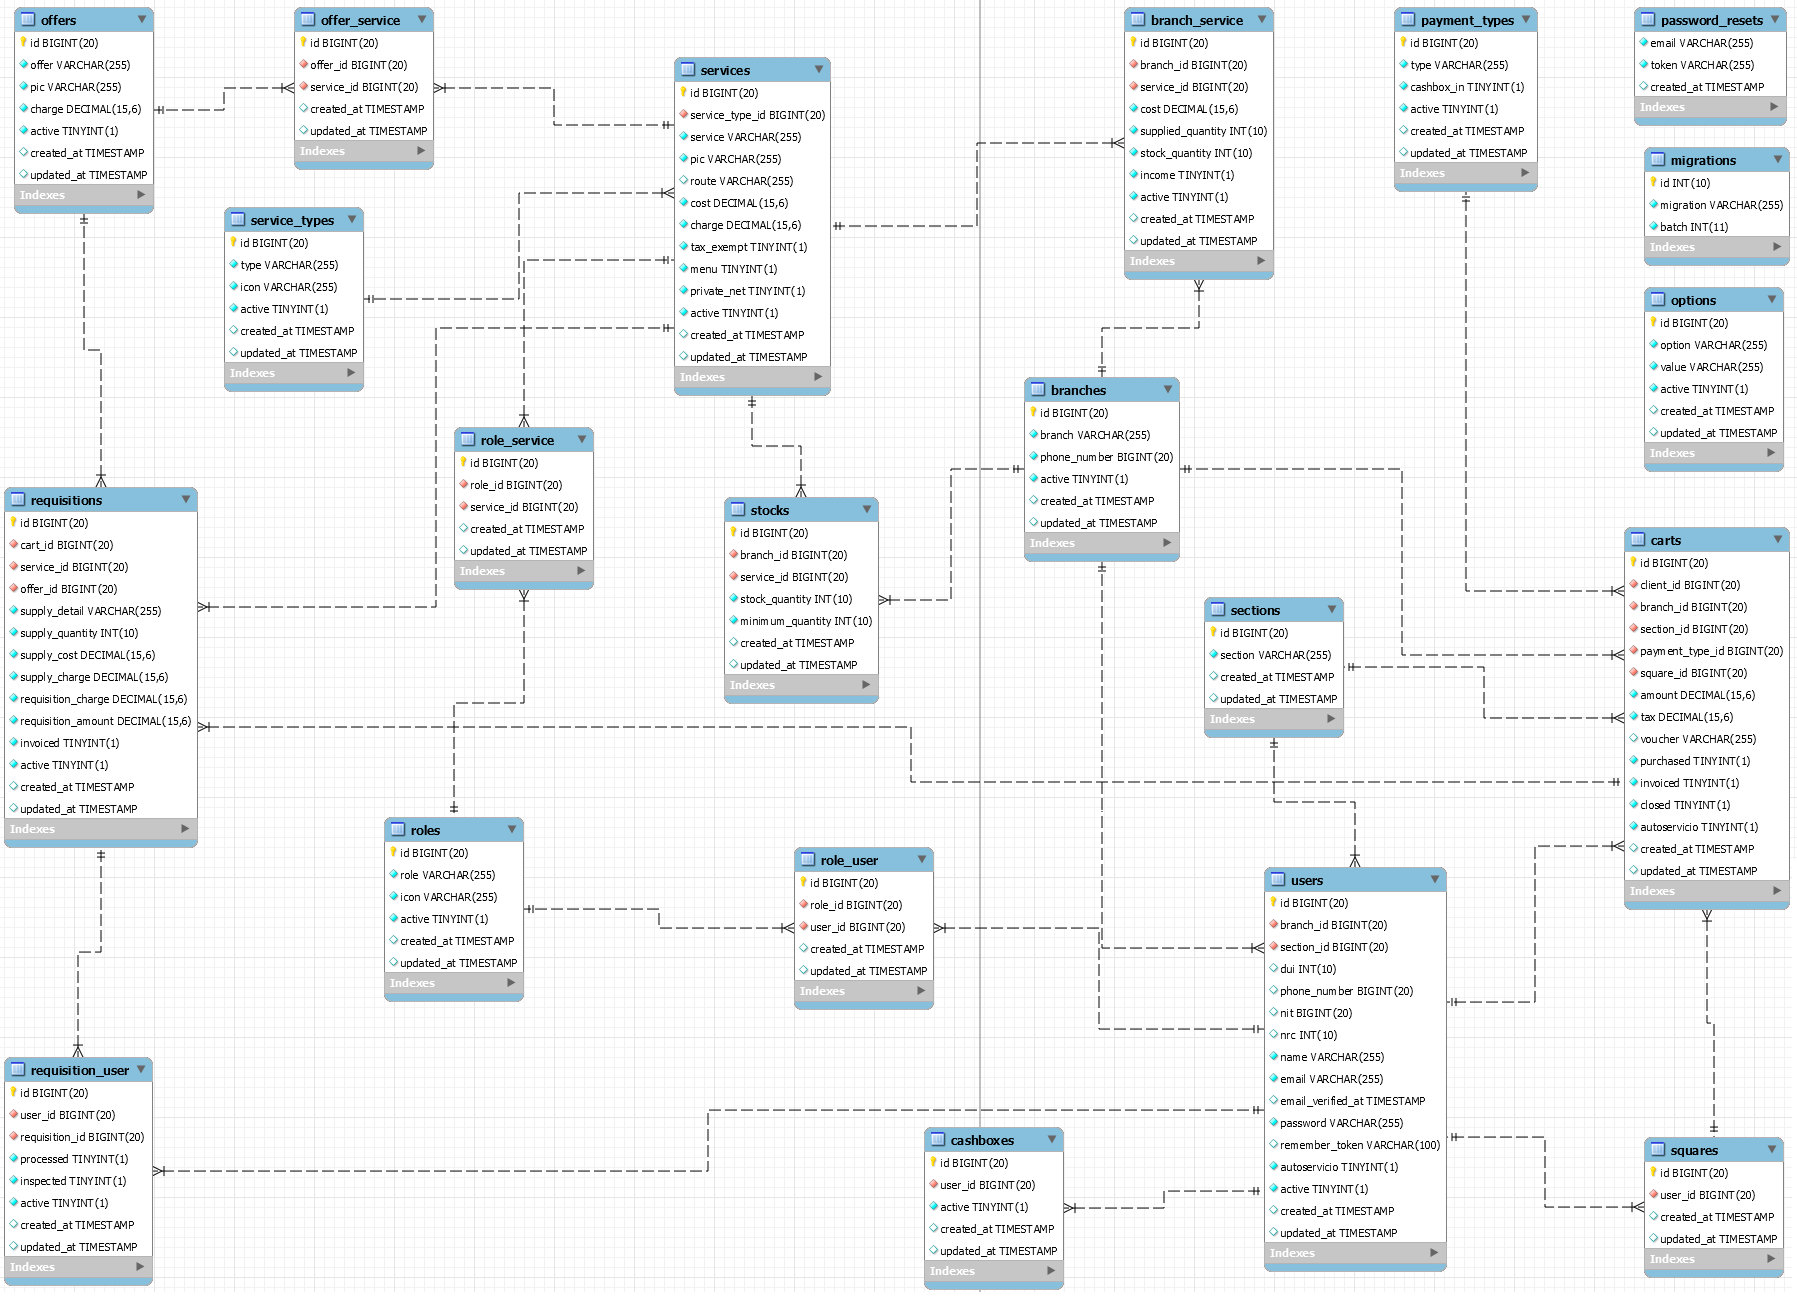 offers
id BIGINT(20)
offer VARCHAR(255)
pic VARCHAR(255)
charge DECIMAL(15,6)
active TINYINT(1)
created_at TIMESTAMP
updated_at TIMESTAMP
Indexes
offer_service
id BIGINT(20)
offer_id BIGINT(20)
service_id BIGINT(20)
created_at TIMESTAMP
updated_at TIMESTAMP
Indexes
services
id BIGINT(20)
service_type_id BIGINT(20)
service VARCHAR(255)
pic VARCHAR(255)
route VARCHAR(255)
cost DECIMAL(15,6)
charge DECIMAL(15,6)
tax_exempt TINYINT(1)
menu TINYINT(1)
private_net TINYINT(1)
active TINYINT(1)
created_at TIMESTAMP
updated_at TIMESTAMP
Indexes
branch_service
id BIGINT(20)
branch_id BIGINT(20)
service_id BIGINT(20)
cost DECIMAL(15,6)
supplied_quantity INT(10)
stock_quantity INT(10)
income TINYINT(1)
active TINYINT(1)
created_at TIMESTAMP
updated_at TIMESTAMP
Indexes
payment_types
id BIGINT(20)
type VARCHAR(255)
cashbox_in TINYINT(1)
active TINYINT(1)
created_at TIMESTAMP
updated_at TIMESTAMP
Indexes
password_resets
email VARCHAR(255)
token VARCHAR(255)
created_at TIMESTAMP
Indexes
migrations
id INT(10)
migration VARCHAR(255)
batch INT(11)
Indexes
service_types
id BIGINT(20)
type VARCHAR(255)
icon VARCHAR(255)
active TINYINT(1)
created_at TIMESTAMP
updated_at TIMESTAMP
Indexes
options
id BIGINT(20)
option VARCHAR(255)
value VARCHAR(255)
active TINYINT(1)
created_at TIMESTAMP
updated_at TIMESTAMP
Indexes
branches
id BIGINT(20)
branch VARCHAR(255)
phone_number BIGINT(20)
active TINYINT(1)
created_at TIMESTAMP
updated_at TIMESTAMP
Indexes
role_service
id BIGINT(20)
role_id BIGINT(20)
service_id BIGINT(20)
created_at TIMESTAMP
updated_at TIMESTAMP
Indexes
requisitions
id BIGINT(20)
cart_id BIGINT(20)
service_id BIGINT(20)
offer_id BIGINT(20)
supply_detail VARCHAR(255)
supply_quantity INT(10)
supply_cost DECIMAL(15,6)
supply_charge DECIMAL(15,6)
requisition_charge DECIMAL(15,6)
requisition_amount DECIMAL(15,6)
invoiced TINYINT(1)
active TINYINT(1)
created_at TIMESTAMP
updated_at TIMESTAMP
Indexes
stocks
id BIGINT(20)
branch_id BIGINT(20)
service_id BIGINT(20)
stock_quantity INT(10)
minimum_quantity INT(10)
created_at TIMESTAMP
updated_at TIMESTAMP
Indexes
carts
id BIGINT(20)
client_id BIGINT(20)
branch_id BIGINT(20)
section_id BIGINT(20)
payment_type_id BIGINT(20)
square_id BIGINT(20)
amount DECIMAL(15,6)
tax DECIMAL(15,6)
voucher VARCHAR(255)
purchased TINYINT(1)
invoiced TINYINT(1)
closed TINYINT(1)
autoservicio TINYINT(1)
created_at TIMESTAMP
updated_at TIMESTAMP
Indexes
sections
id BIGINT(20)
section VARCHAR(255)
created_at TIMESTAMP
updated_at TIMESTAMP
Indexes
roles
id BIGINT(20)
role VARCHAR(255)
icon VARCHAR(255)
active TINYINT(1)
created_at TIMESTAMP
updated_at TIMESTAMP
Indexes
role_user
id BIGINT(20)
role_id BIGINT(20)
user_id BIGINT(20)
created_at TIMESTAMP
updated_at TIMESTAMP
Indexes
users
id BIGINT(20)
branch_id BIGINT(20)
section_id BIGINT(20)
dui INT(10)
phone_number BIGINT(20)
nit BIGINT(20)
nrc INT(10)
name VARCHAR(255)
email VARCHAR(255)
email_verified_at TIMESTAMP
password VARCHAR(255)
remember_token VARCHAR(100)
autoservicio TINYINT(1)
active TINYINT(1)
created_at TIMESTAMP
updated_at TIMESTAMP
Indexes
requisition_user
id BIGINT(20)
user_id BIGINT(20)
requisition_id BIGINT(20)
processed TINYINT(1)
inspected TINYINT(1)
active TINYINT(1)
created_at TIMESTAMP
updated_at TIMESTAMP
Indexes
cashboxes
id BIGINT(20)
user_id BIGINT(20)
active TINYINT(1)
created_at TIMESTAMP
updated_at TIMESTAMP
Indexes
squares
id BIGINT(20)
user_id BIGINT(20)
created_at TIMESTAMP
updated_at TIMESTAMP
Indexes